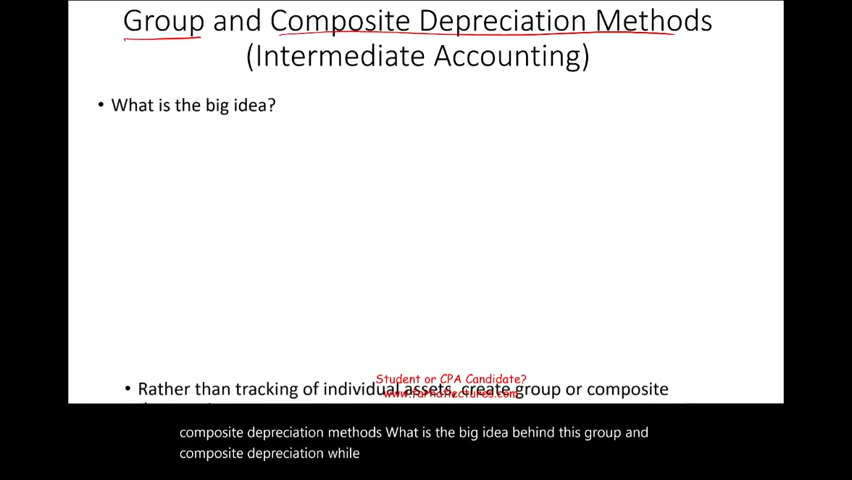 Group and Composite Depreciation Methods
(Intermediate Accounting)
• What is the big idea?
Student or CPA Candidate?
• Rather than tracking of individual assets, create group or composite
composite depreciation methods What is the big idea behind this group and
composite depreciation while